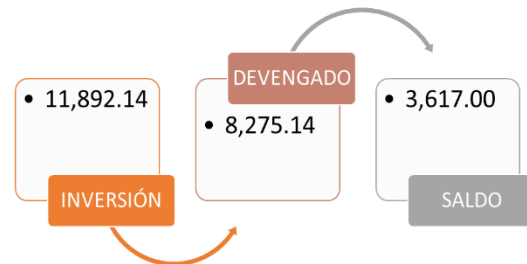 • 11,892.14
INVERSIÓN
DEVENGADO
• 8,275.14
• 3,617.00
SALDO